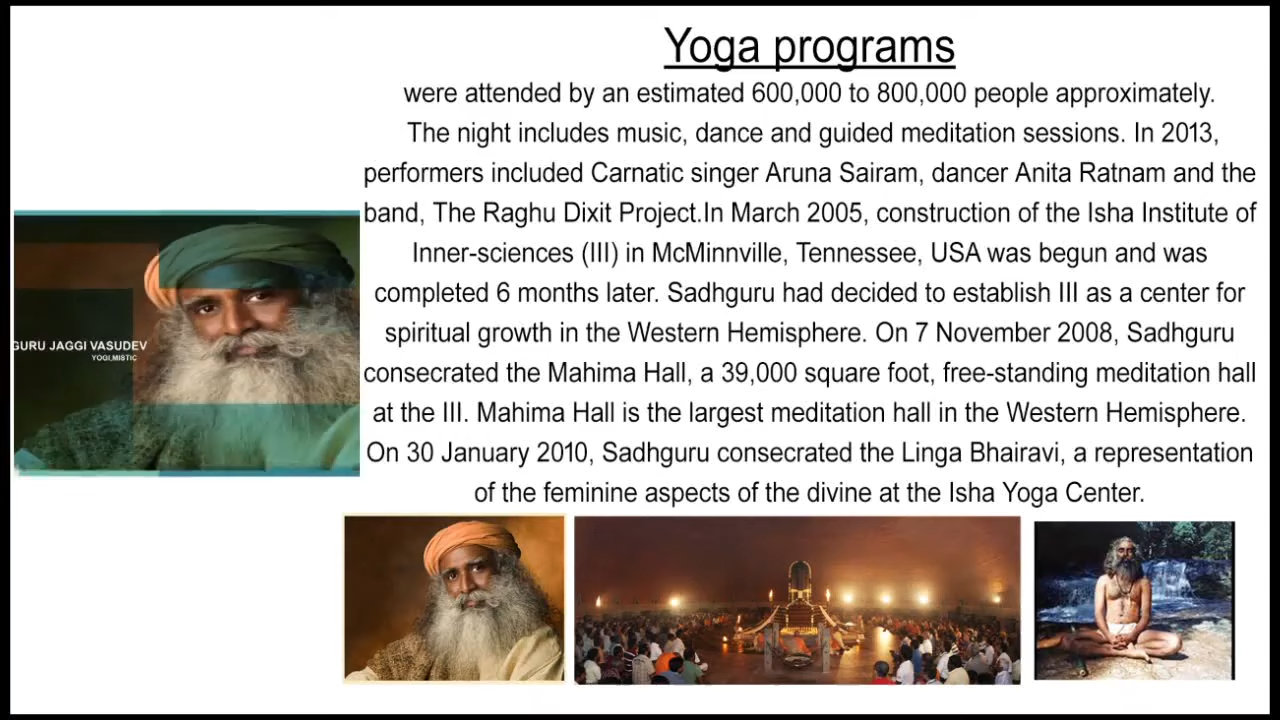 Yoga programs
were attended by an estimated 600,000 to 800,000 people approximately.
The night includes music, dance and guided meditation sessions. In 2013,
performers included Carnatic singer Aruna Sairam, dancer Anita Ratnam and the
band, The Raghu Dixit Project.In March 2005, construction of the Isha Institute of
Inner-sciences (III) in McMinnville, Tennessee, USA was begun and was
completed 6 months later. Sadhguru had decided to establish III as a center for
spiritual growth in the Western Hemisphere. On 7 November 2008, Sadhguru
consecrated the Mahima Hall, a 39,000 square foot, free-standing meditation hall
at the III. Mahima Hall is the largest meditation hall in the Western Hemisphere.
On 30 January 2010, Sadhguru consecrated the Linga Bhairavi, a representation
of the feminine aspects of the divine at the Isha Yoga Center.
GURU JAGGI VASUDEV
YOGI,MISTIC